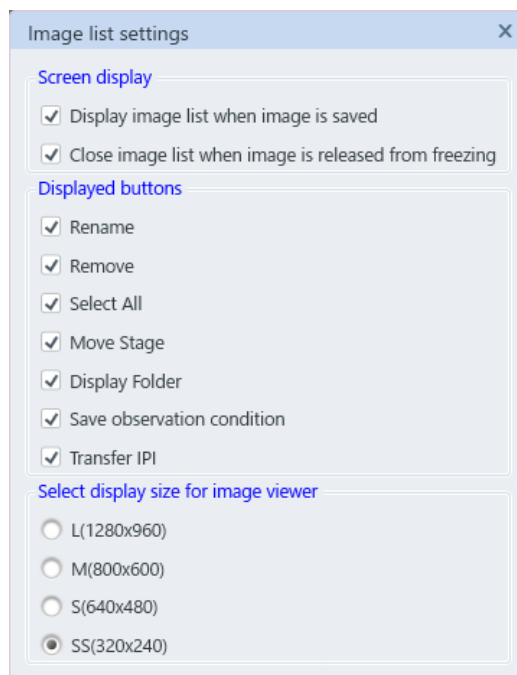 Image list settings
Screen display
Display image list when image is saved
Close image list when image is released from freezing
Displayed buttons
Rename
Remove
Select All
Move Stage
Display Folder
Save observation condition
Transfer IPI
Select display size for image viewer
L(1280x960)
M(800x600)
S(640x480)
SS(320x240)